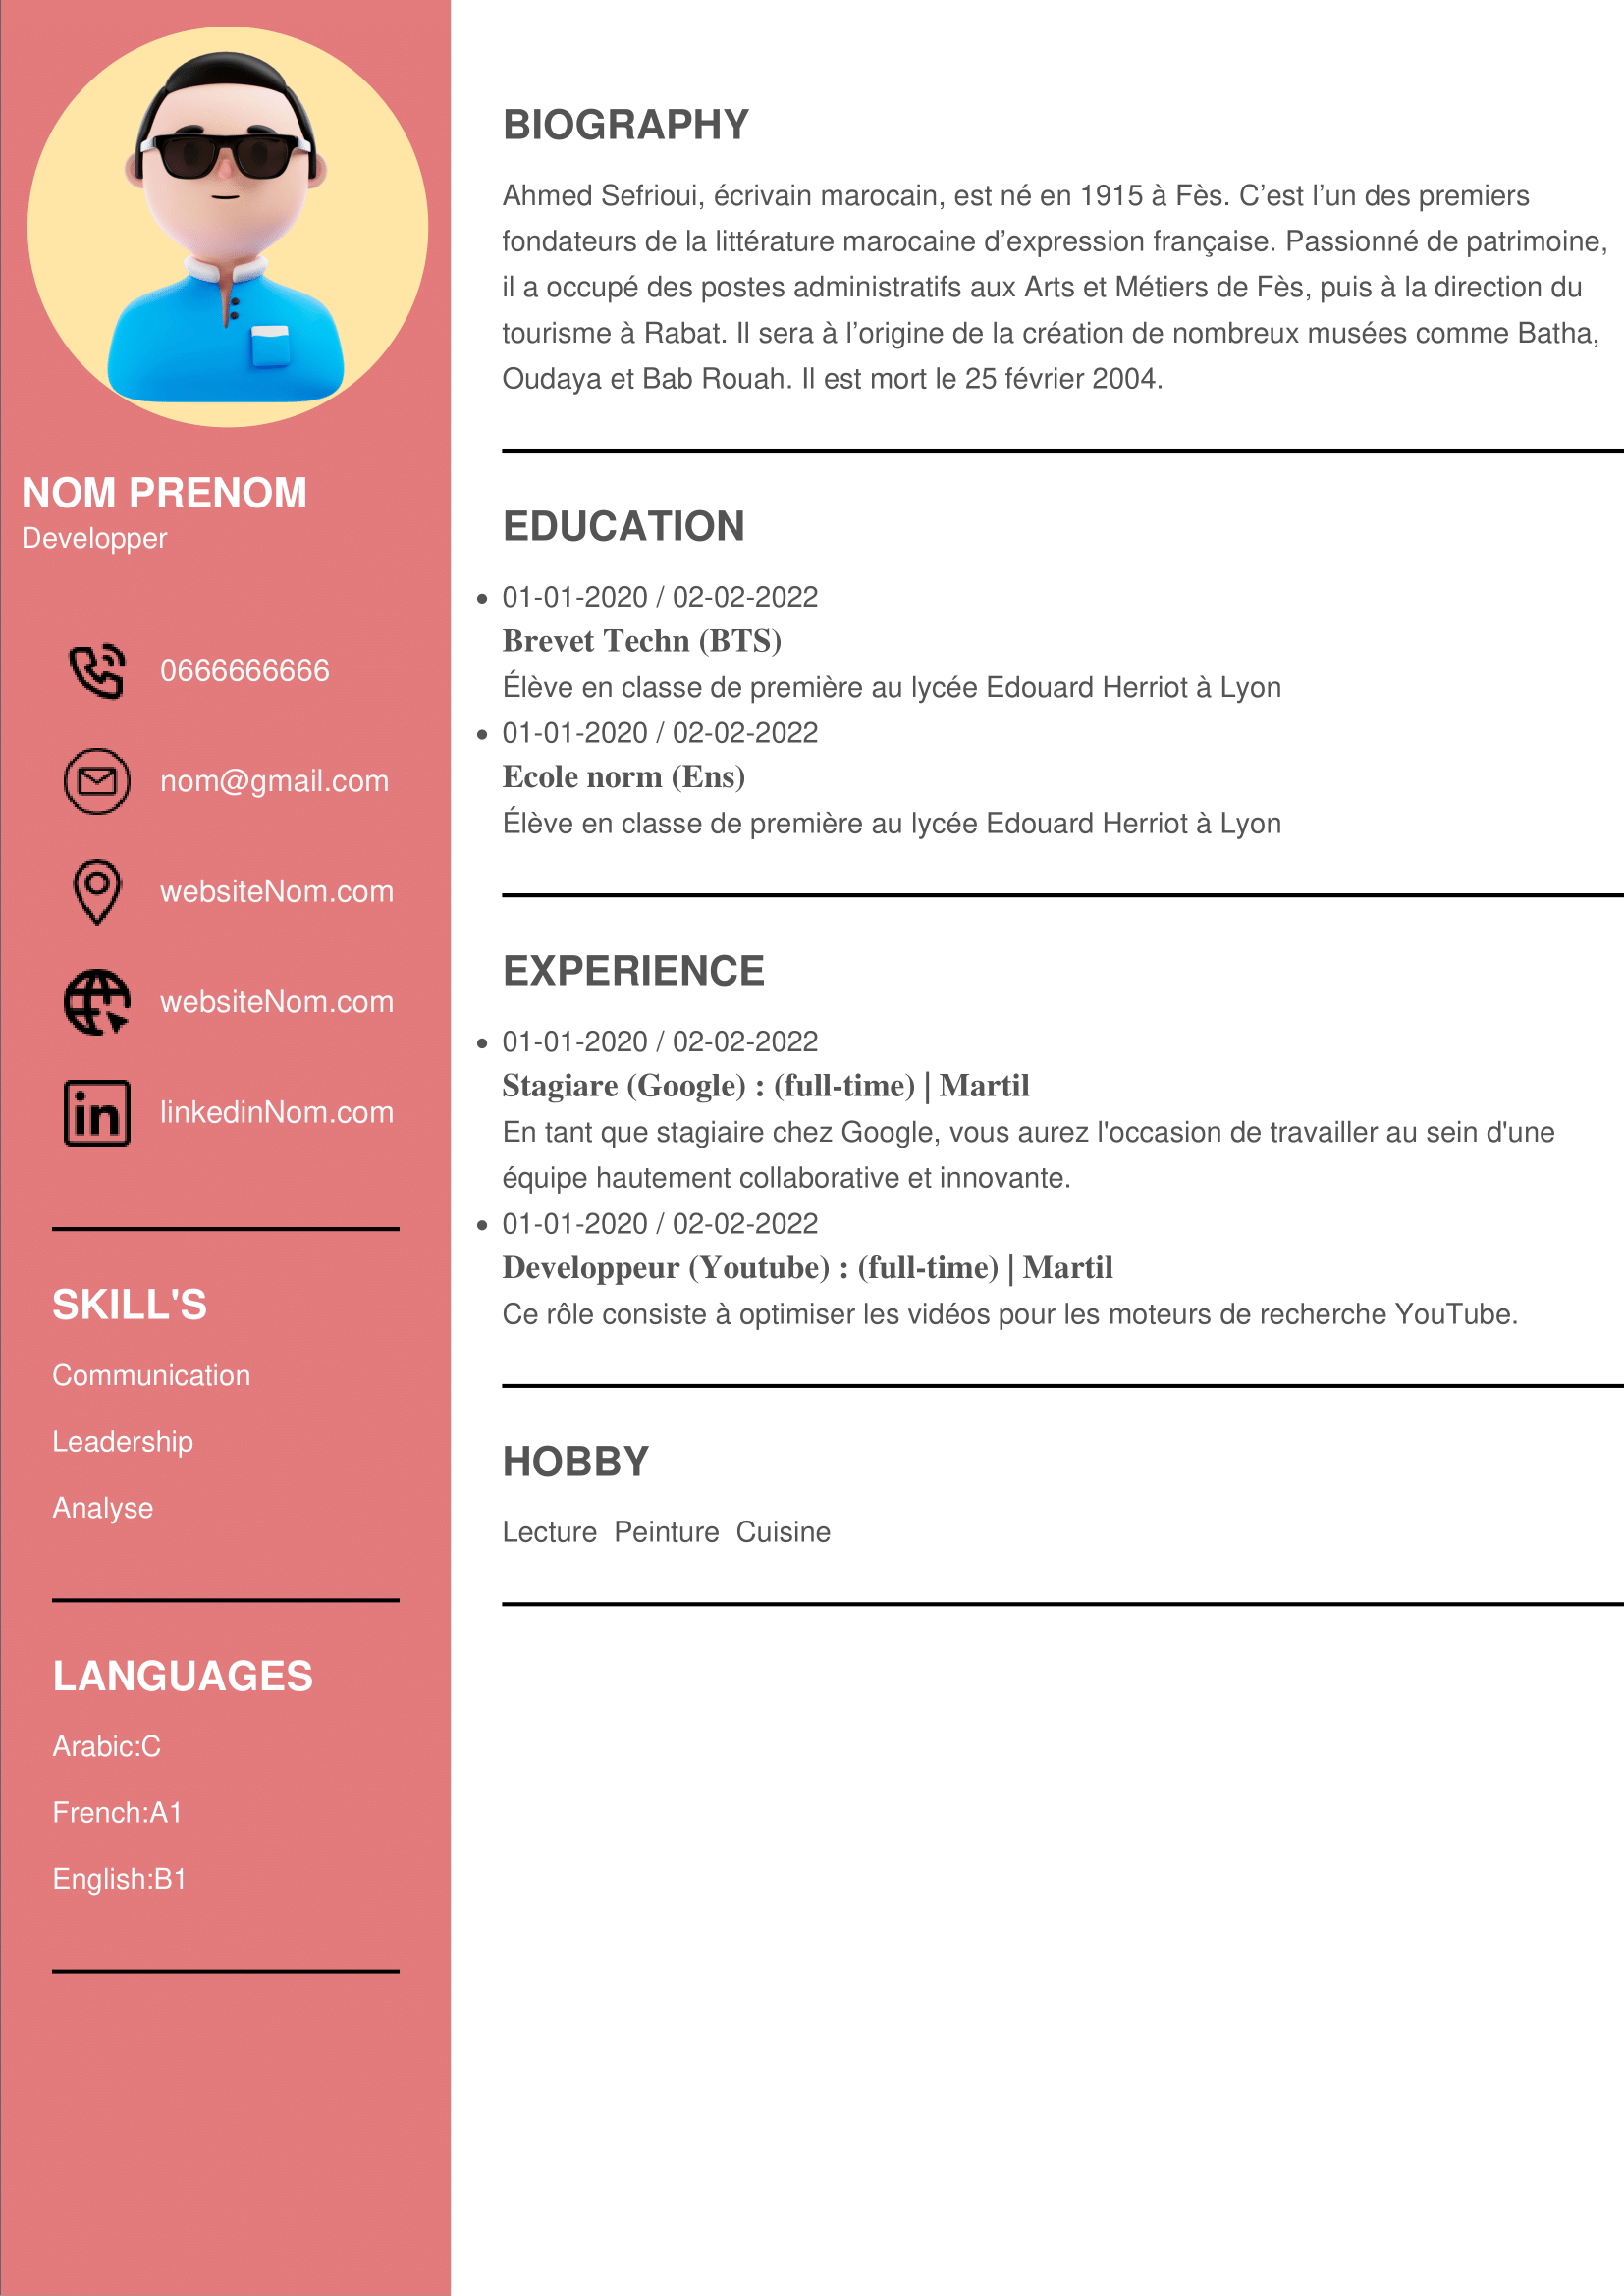 NOM PRENOM
Developper
0666666666
nom@gmail.com
websiteNom.com
websiteNom.com
in
linkedinNom.com
SKILL'S
Communication
Leadership
Analyse
LANGUAGES
Arabic:C
French:A1
English:B1
BIOGRAPHY
Ahmed Sefrioui, écrivain marocain, est né en 1915 à Fès. C’est l’un des premiers
fondateurs de la littérature marocaine d’expression française. Passionné de patrimoine,
il a occupé des postes administratifs aux Arts et Métiers de Fès, puis à la direction du
tourisme à Rabat. Il sera à l’origine de la création de nombreux musées comme Batha,
Oudaya et Bab Rouah. Il est mort le 25 février 2004.
EDUCATION
01-01-2020 / 02-02-2022
Brevet Techn (BTS)
Élève en classe de première au lycée Edouard Herriot à Lyon
01-01-2020 / 02-02-2022
Ecole norm (Ens)
Élève en classe de première au lycée Edouard Herriot à Lyon
EXPERIENCE
01-01-2020 / 02-02-2022
Stagiare (Google) : (full-time) | Martil
En tant que stagiaire chez Google, vous aurez l'occasion de travailler au sein d'une
équipe hautement collaborative et innovante.
01-01-2020 / 02-02-2022
Developpeur (Youtube) : (full-time) | Martil
Ce rôle consiste à optimiser les vidéos pour les moteurs de recherche YouTube.
HOBBY
Lecture Peinture Cuisine